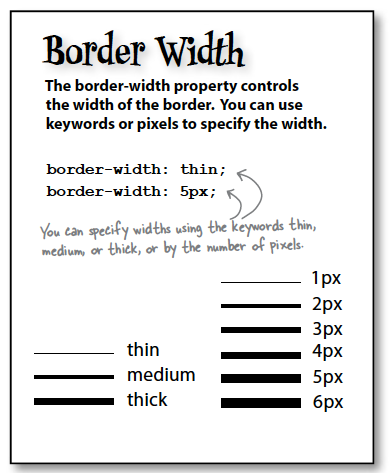 Border Width
The border-width property controls
the width of the border. You can use
keywords or pixels to specify the width.
border-width: thin;
border-width: 5px;
You can specify widths using the keywords thin,
medium, or thick, or by the number of pixels.
1px
2px
3px
4px
5px
6px
thin
medium
thick